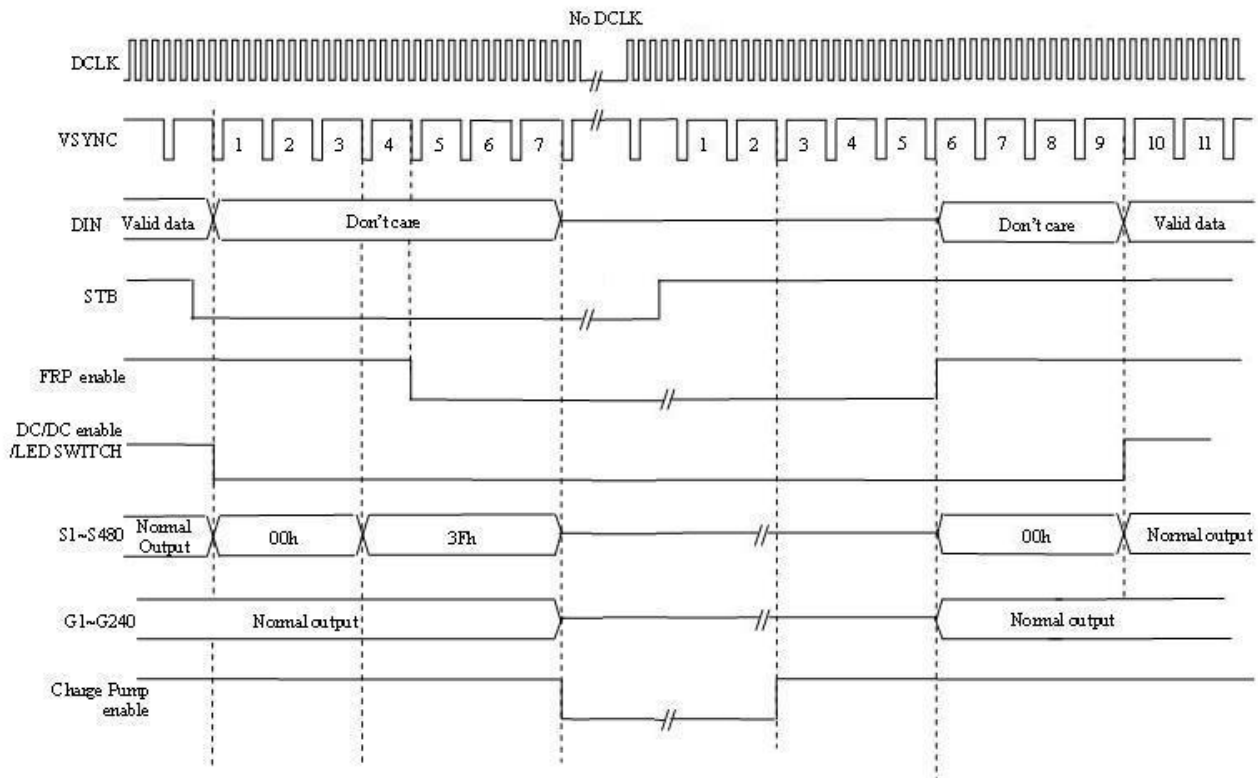 No DCLK
DCLK
VSYNC 1 2 3 4 5 6 7 1 2 3 4 5 6 7 8 9 10 11
DIN Valid data Don't care Don't care Valid data
STB
FRP enable
DC/DC enable
/LED SWITCH
S1~S480 Normal Output 00h 3Fh 00h Normal output
G1~G240 Normal output Normal output
Charge Pump
enable